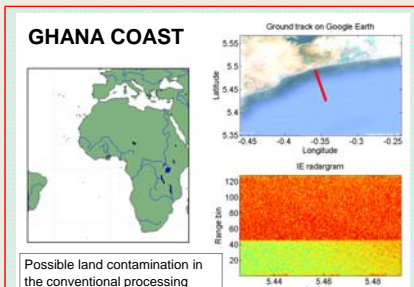 GHANA COAST
Ground track on Google Earth
5.55
5.5
5.45
5.4
5.35
Latitude
-0.45 -0.4 -0.35 -0.3 -0.24
Longitude
IE radargram
120
100
80
60
40
20
Range bin
5.44 5.46 5.48
Possible land contamination in
the conventional processing